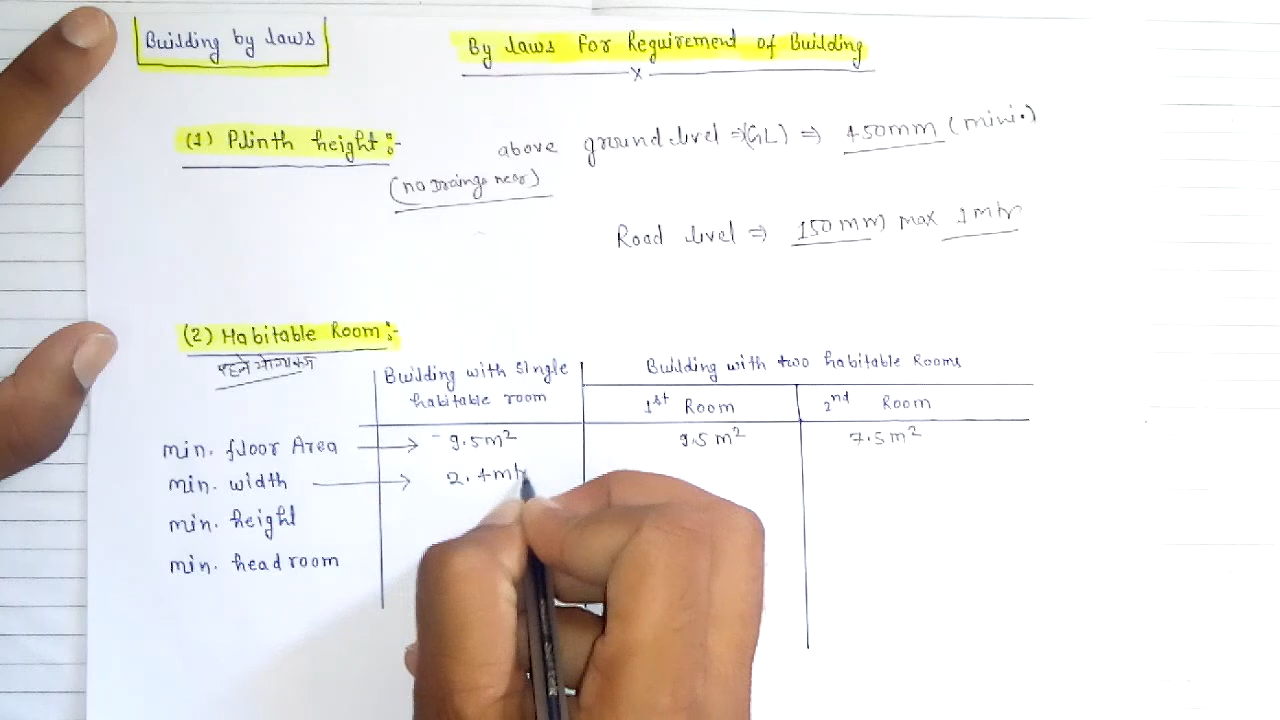 Building by laws
By laws For Requirement of Building
x
(1) Plinth height :-
above ground level ⇒ (GL) ⇒ 450mm (mini.)
(no Drainge near)
Road level ⇒ 150mm max 1mtr
(2) Habitable Room :-
Building with single habitable room
Building with two habitable Rooms
1st Room
2nd Room
min. floor Area → 9.5m² 9.5m² 7.5m²
min. width → 2.4mtr
min. height
min. head room